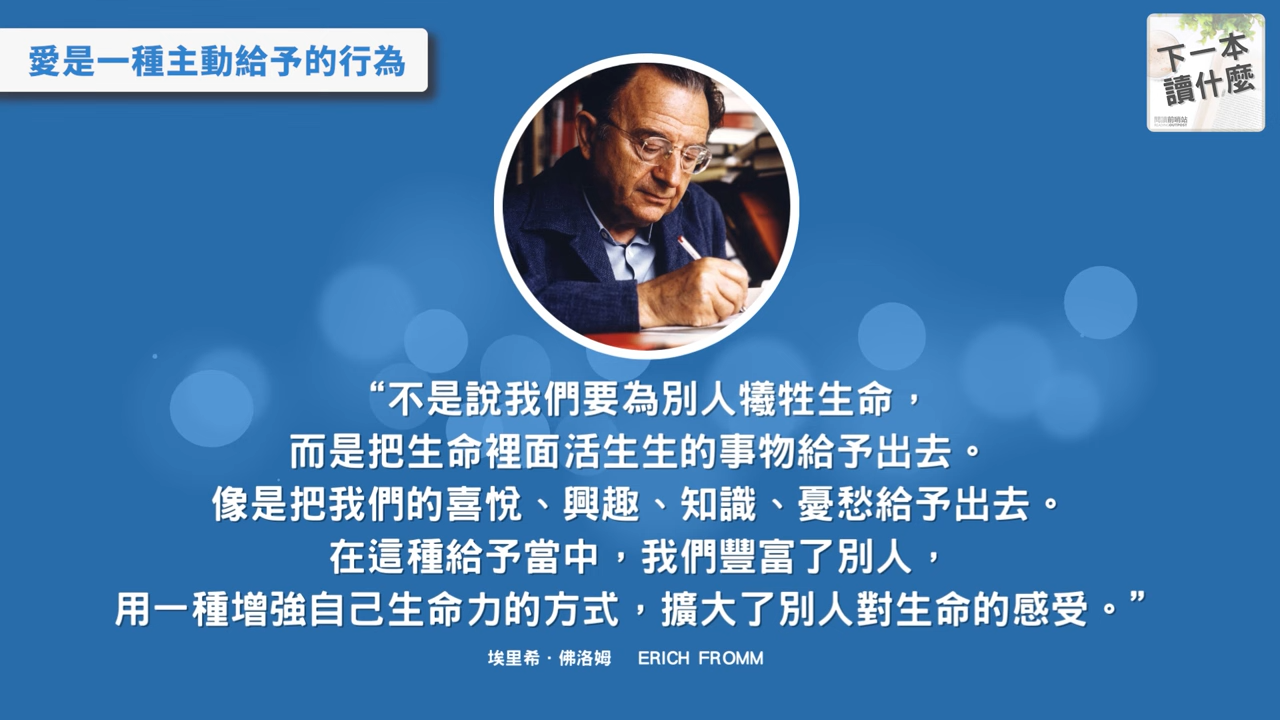 愛是一種主動給予的行為
下一本
讀什麼
閱讀前哨站
“不是說我們要為別人犧牲生命，
而是把生命裡面活生生的事物給予出去。
像是把我們的喜悅、興趣、知識、憂愁給予出去。
在這種給予當中，我們豐富了別人，
用一種增強自己生命力的方式，擴大了別人對生命的感受。”
埃里希·佛洛姆 ERICH FROMM